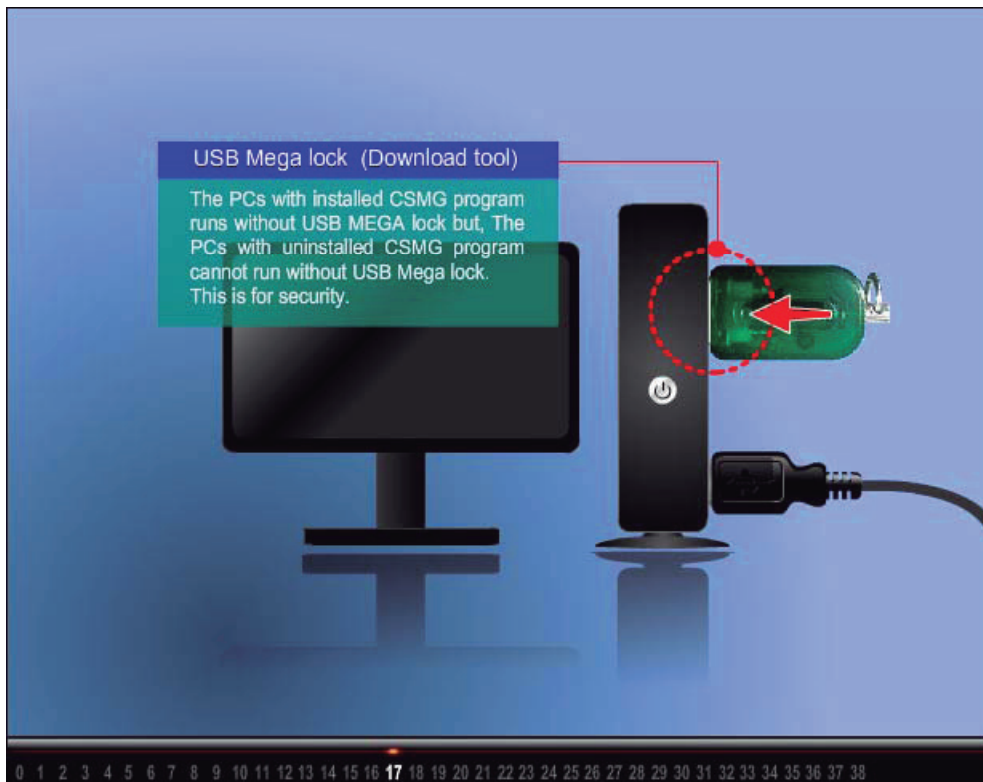 USB Mega lock (Download tool)
The PCs with installed CSMG program
runs without USB MEGA lock but, The
PCs with uninstalled CSMG program
cannot run without USB Mega lock.
This is for security.
0 1 2 3 4 5 6 7 8 9 10 11 12 13 14 15 16 17 18 19 20 21 22 23 24 25 26 27 28 29 30 31 32 33 34 35 36 37 38